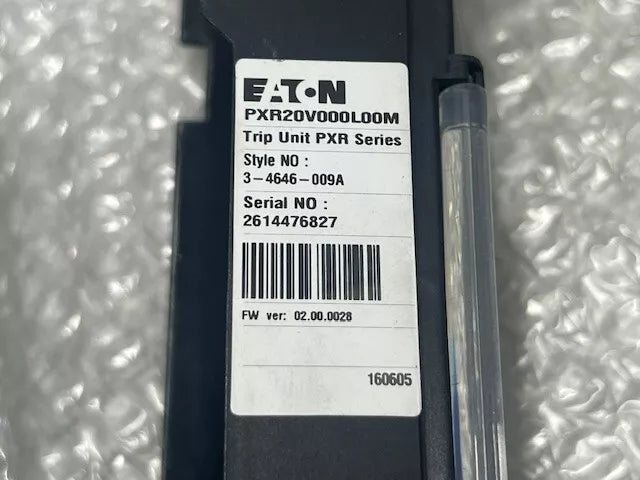 EATON
PXR20V000L00M
Trip Unit PXR Series
Style NO :
3-4646-009A
Serial NO :
2614476827
FW ver: 02.00.0028
160605